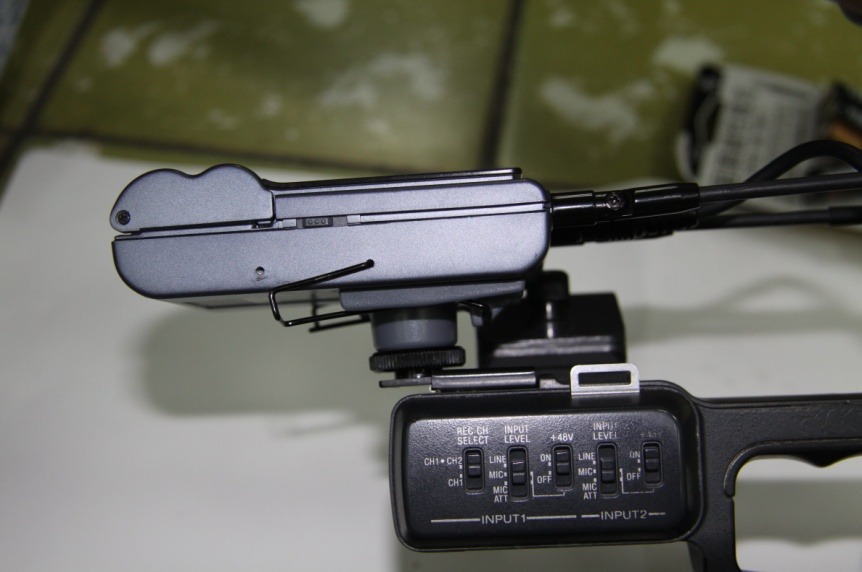 REC CH
SELECT
CH1•CH2
CH1
INPUT
LEVEL
LINE
MIC
MIC
ATT
+48V
ON
OFF
INPUT1
INPUT
LEVEL
LINE
MIC
MIC
ATT
+48V
ON
OFF
INPUT2